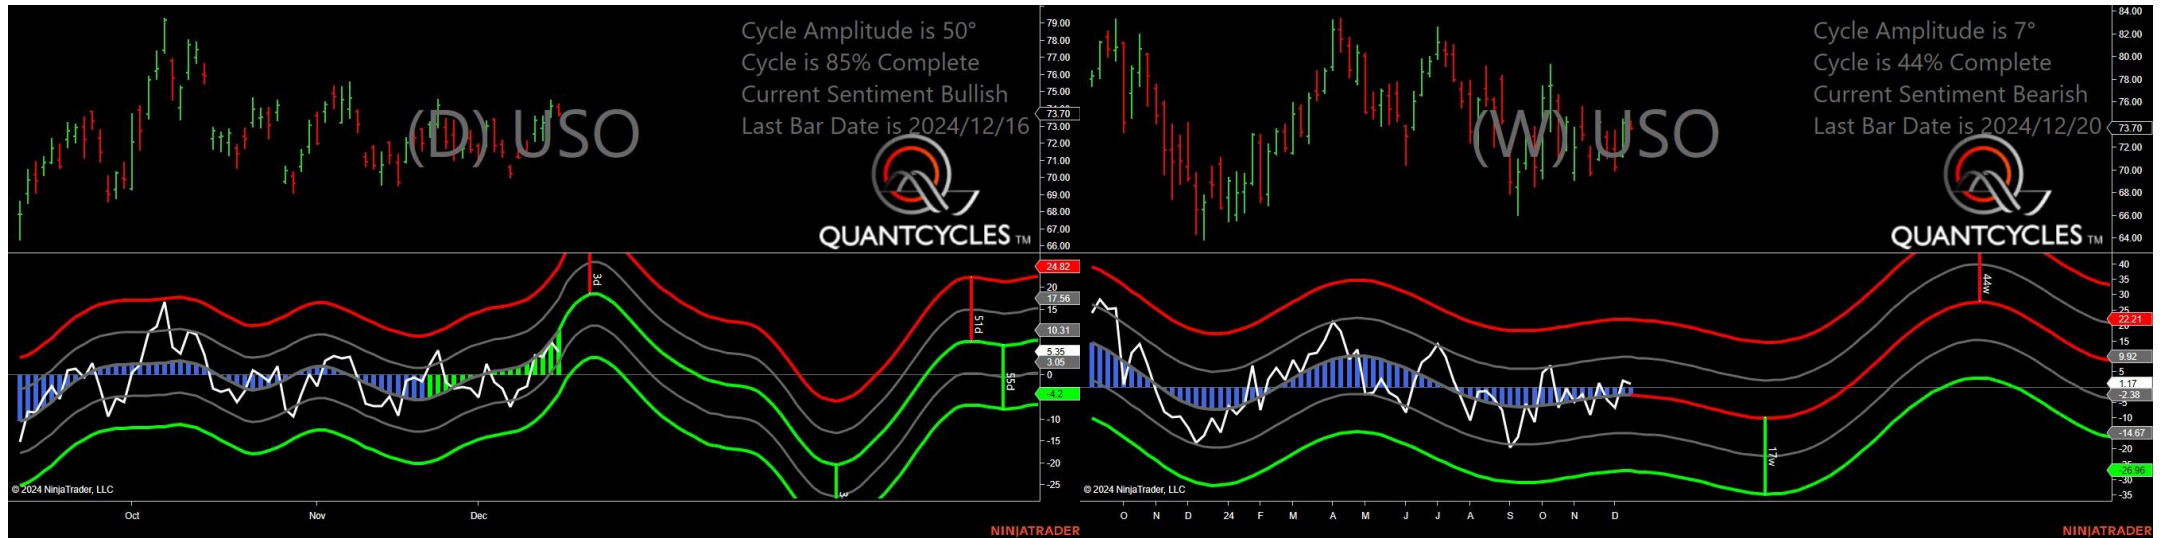 Cycle Amplitude is 50°
Cycle is 85% Complete
Current Sentiment Bullish
Last Bar Date is 2024/12/16
(D) USO
QUANTCYCLES TM
79.00
78.00
77.00
76.00
75.00
73.70
73.00
72.00
71.00
70.00
69.00
68.00
67.00
66.00
3d
51d
55d
24.82
20
17.56
15
10.31
5.35
3.05
0
-4.2
-10
-15
-20
-25
© 2024 NinjaTrader, LLC
Oct
Nov
Dec
NINJATRADER
Cycle Amplitude is 7°
Cycle is 44% Complete
Current Sentiment Bearish
Last Bar Date is 2024/12/20
(W) USO
QUANTCYCLES TM
84.00
82.00
80.00
78.00
76.00
73.70
72.00
70.00
68.00
66.00
64.00
44w
17w
40
35
30
22.21
15
9.92
5
1.17
-2.38
-10
-14.67
-20
-26.96
-30
-35
© 2024 NinjaTrader, LLC
O N D 24 F M A M J J A S O N D
NINJATRADER